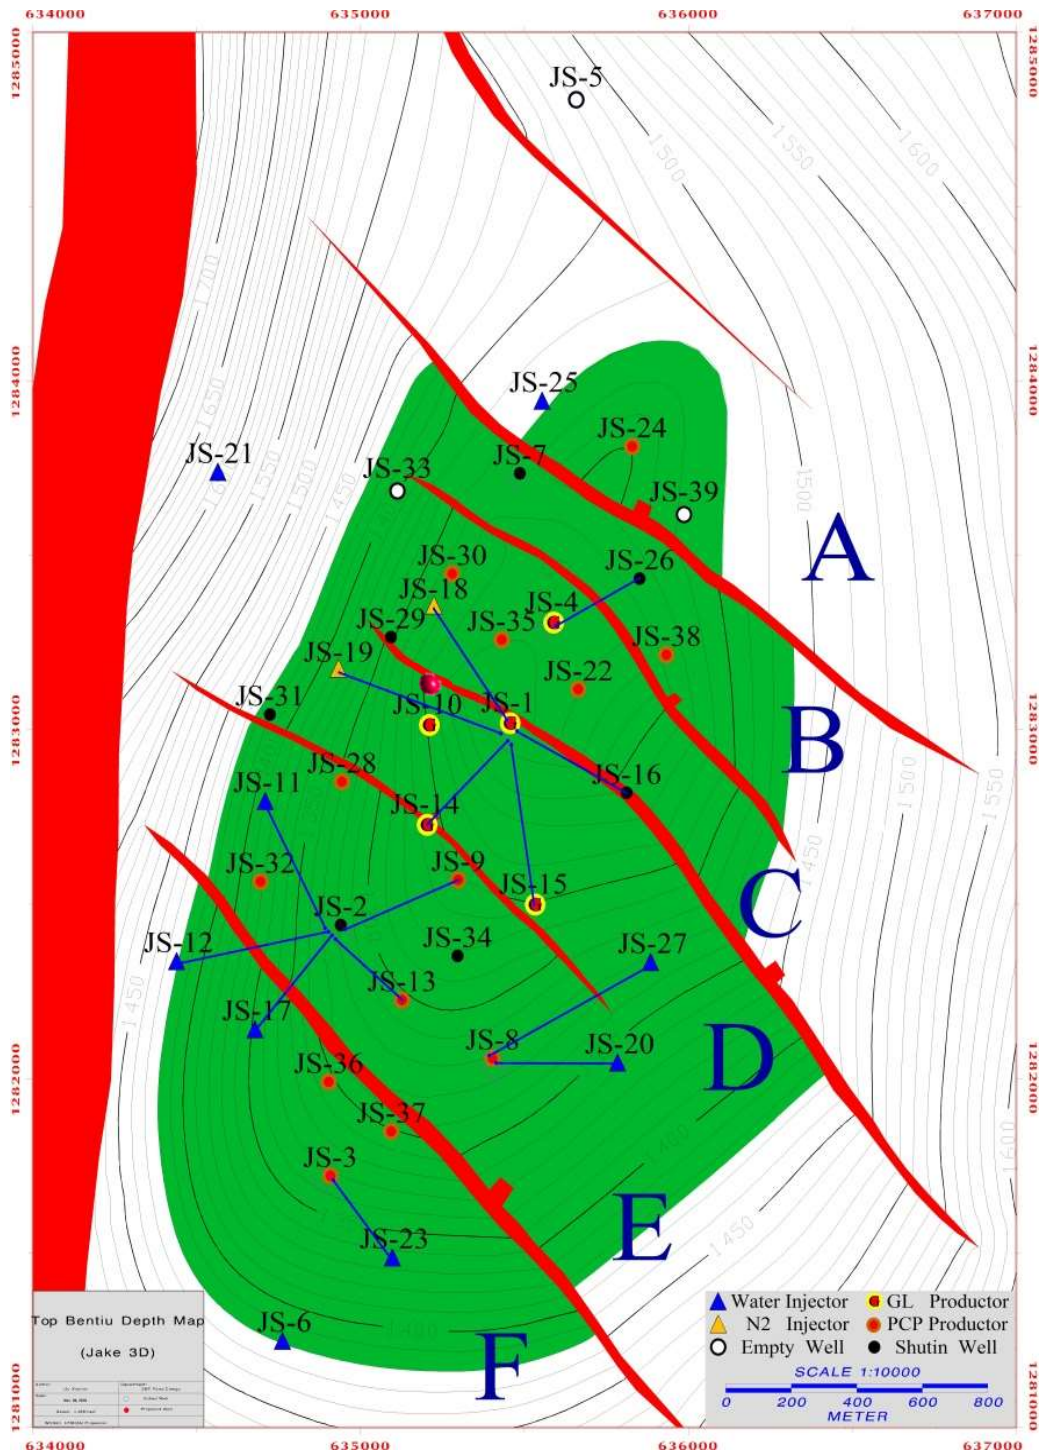 634000 635000 636000 637000
1285000 1285000
JS-5
1500 1550 1600
1700
1284000 1284000
JS-25
JS-24
JS-21 JS-7
JS-33
1650
1550
1500
1450
JS-39
1500
A
JS-30 JS-26
JS-18
JS-4
JS-29 JS-35
JS-19 JS-38
JS-22
JS-31
JS-10 JS-1
B
1283000 1283000
JS-28 JS-16
JS-11
1500
1550
JS-14
1450
JS-32 JS-9
JS-15
C
JS-2
JS-12 JS-34 JS-27
1450
JS-13
JS-17
JS-8 JS-20
D
JS-36
1282000 1282000
JS-37
1400
1600
JS-3
JS-23
E
1450
JS-6
1400
F
Top Bentiu Depth Map
(Jake 3D)
Water Injector GL Productor
N2 Injector PCP Productor
Empty Well Shutin Well
SCALE 1:10000
0 200 400 600 800
METER
1281000 1281000
634000 635000 636000 637000